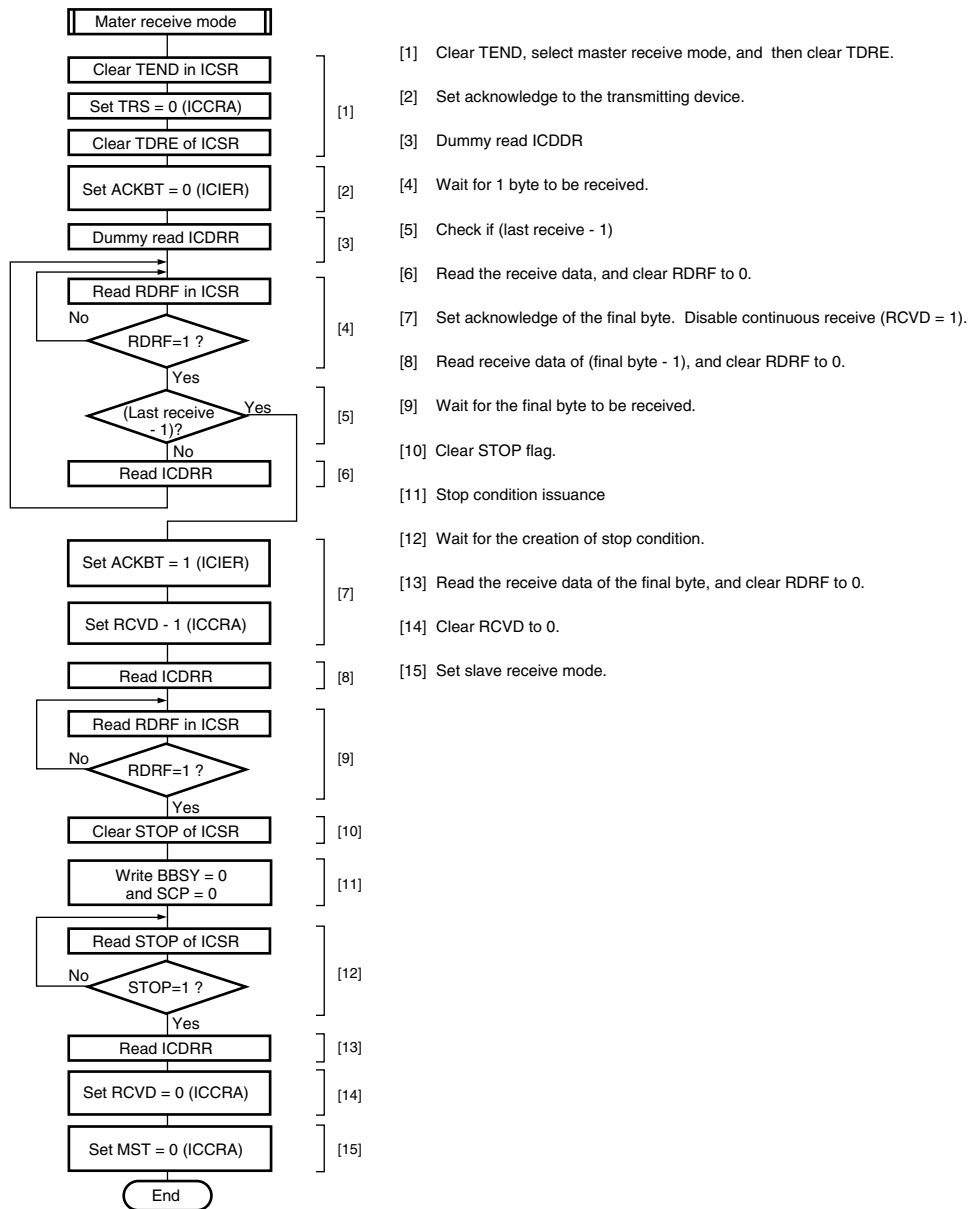 Mater receive mode
Clear TEND in ICSR
Set TRS = 0 (ICCRA)
Clear TDRE of ICSR
[1]
Set ACKBT = 0 (ICIER)
[2]
Dummy read ICDRR
[3]
Read RDRF in ICSR
No
RDRF=1 ?
[4]
Yes
(Last receive
- 1)?
Yes
[5]
No
Read ICDRR
[6]
Set ACKBT = 1 (ICIER)
[7]
Set RCVD - 1 (ICCRA)
Read ICDRR
[8]
Read RDRF in ICSR
No
RDRF=1 ?
[9]
Yes
Clear STOP of ICSR
[10]
Write BBSY = 0
and SCP = 0
[11]
Read STOP of ICSR
No
STOP=1 ?
[12]
Yes
Read ICDRR
[13]
Set RCVD = 0 (ICCRA)
[14]
Set MST = 0 (ICCRA)
[15]
End
[1] Clear TEND, select master receive mode, and then clear TDRE.
[2] Set acknowledge to the transmitting device.
[3] Dummy read ICDDR
[4] Wait for 1 byte to be received.
[5] Check if (last receive - 1)
[6] Read the receive data, and clear RDRF to 0.
[7] Set acknowledge of the final byte. Disable continuous receive (RCVD = 1).
[8] Read receive data of (final byte - 1), and clear RDRF to 0.
[9] Wait for the final byte to be received.
[10] Clear STOP flag.
[11] Stop condition issuance
[12] Wait for the creation of stop condition.
[13] Read the receive data of the final byte, and clear RDRF to 0.
[14] Clear RCVD to 0.
[15] Set slave receive mode.